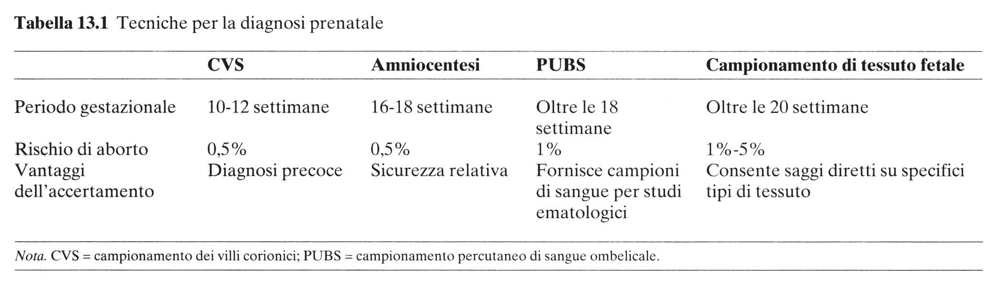 Tabella 13.1 Tecniche per la diagnosi prenatale
CVS Amniocentesi PUBS Campionamento di tessuto fetale
Periodo gestazionale 10-12 settimane 16-18 settimane Oltre le 18 Oltre le 20 settimane
settimane
Rischio di aborto 0,5% 0,5% 1% 1%-5%
Vantaggi Diagnosi precoce Sicurezza relativa Fornisce campioni Consente saggi diretti su specifici
dell'accertamento di sangue per studi tipi di tessuto
ematologici
Nota. CVS = campionamento dei villi corionici; PUBS = campionamento percutaneo di sangue ombelicale.